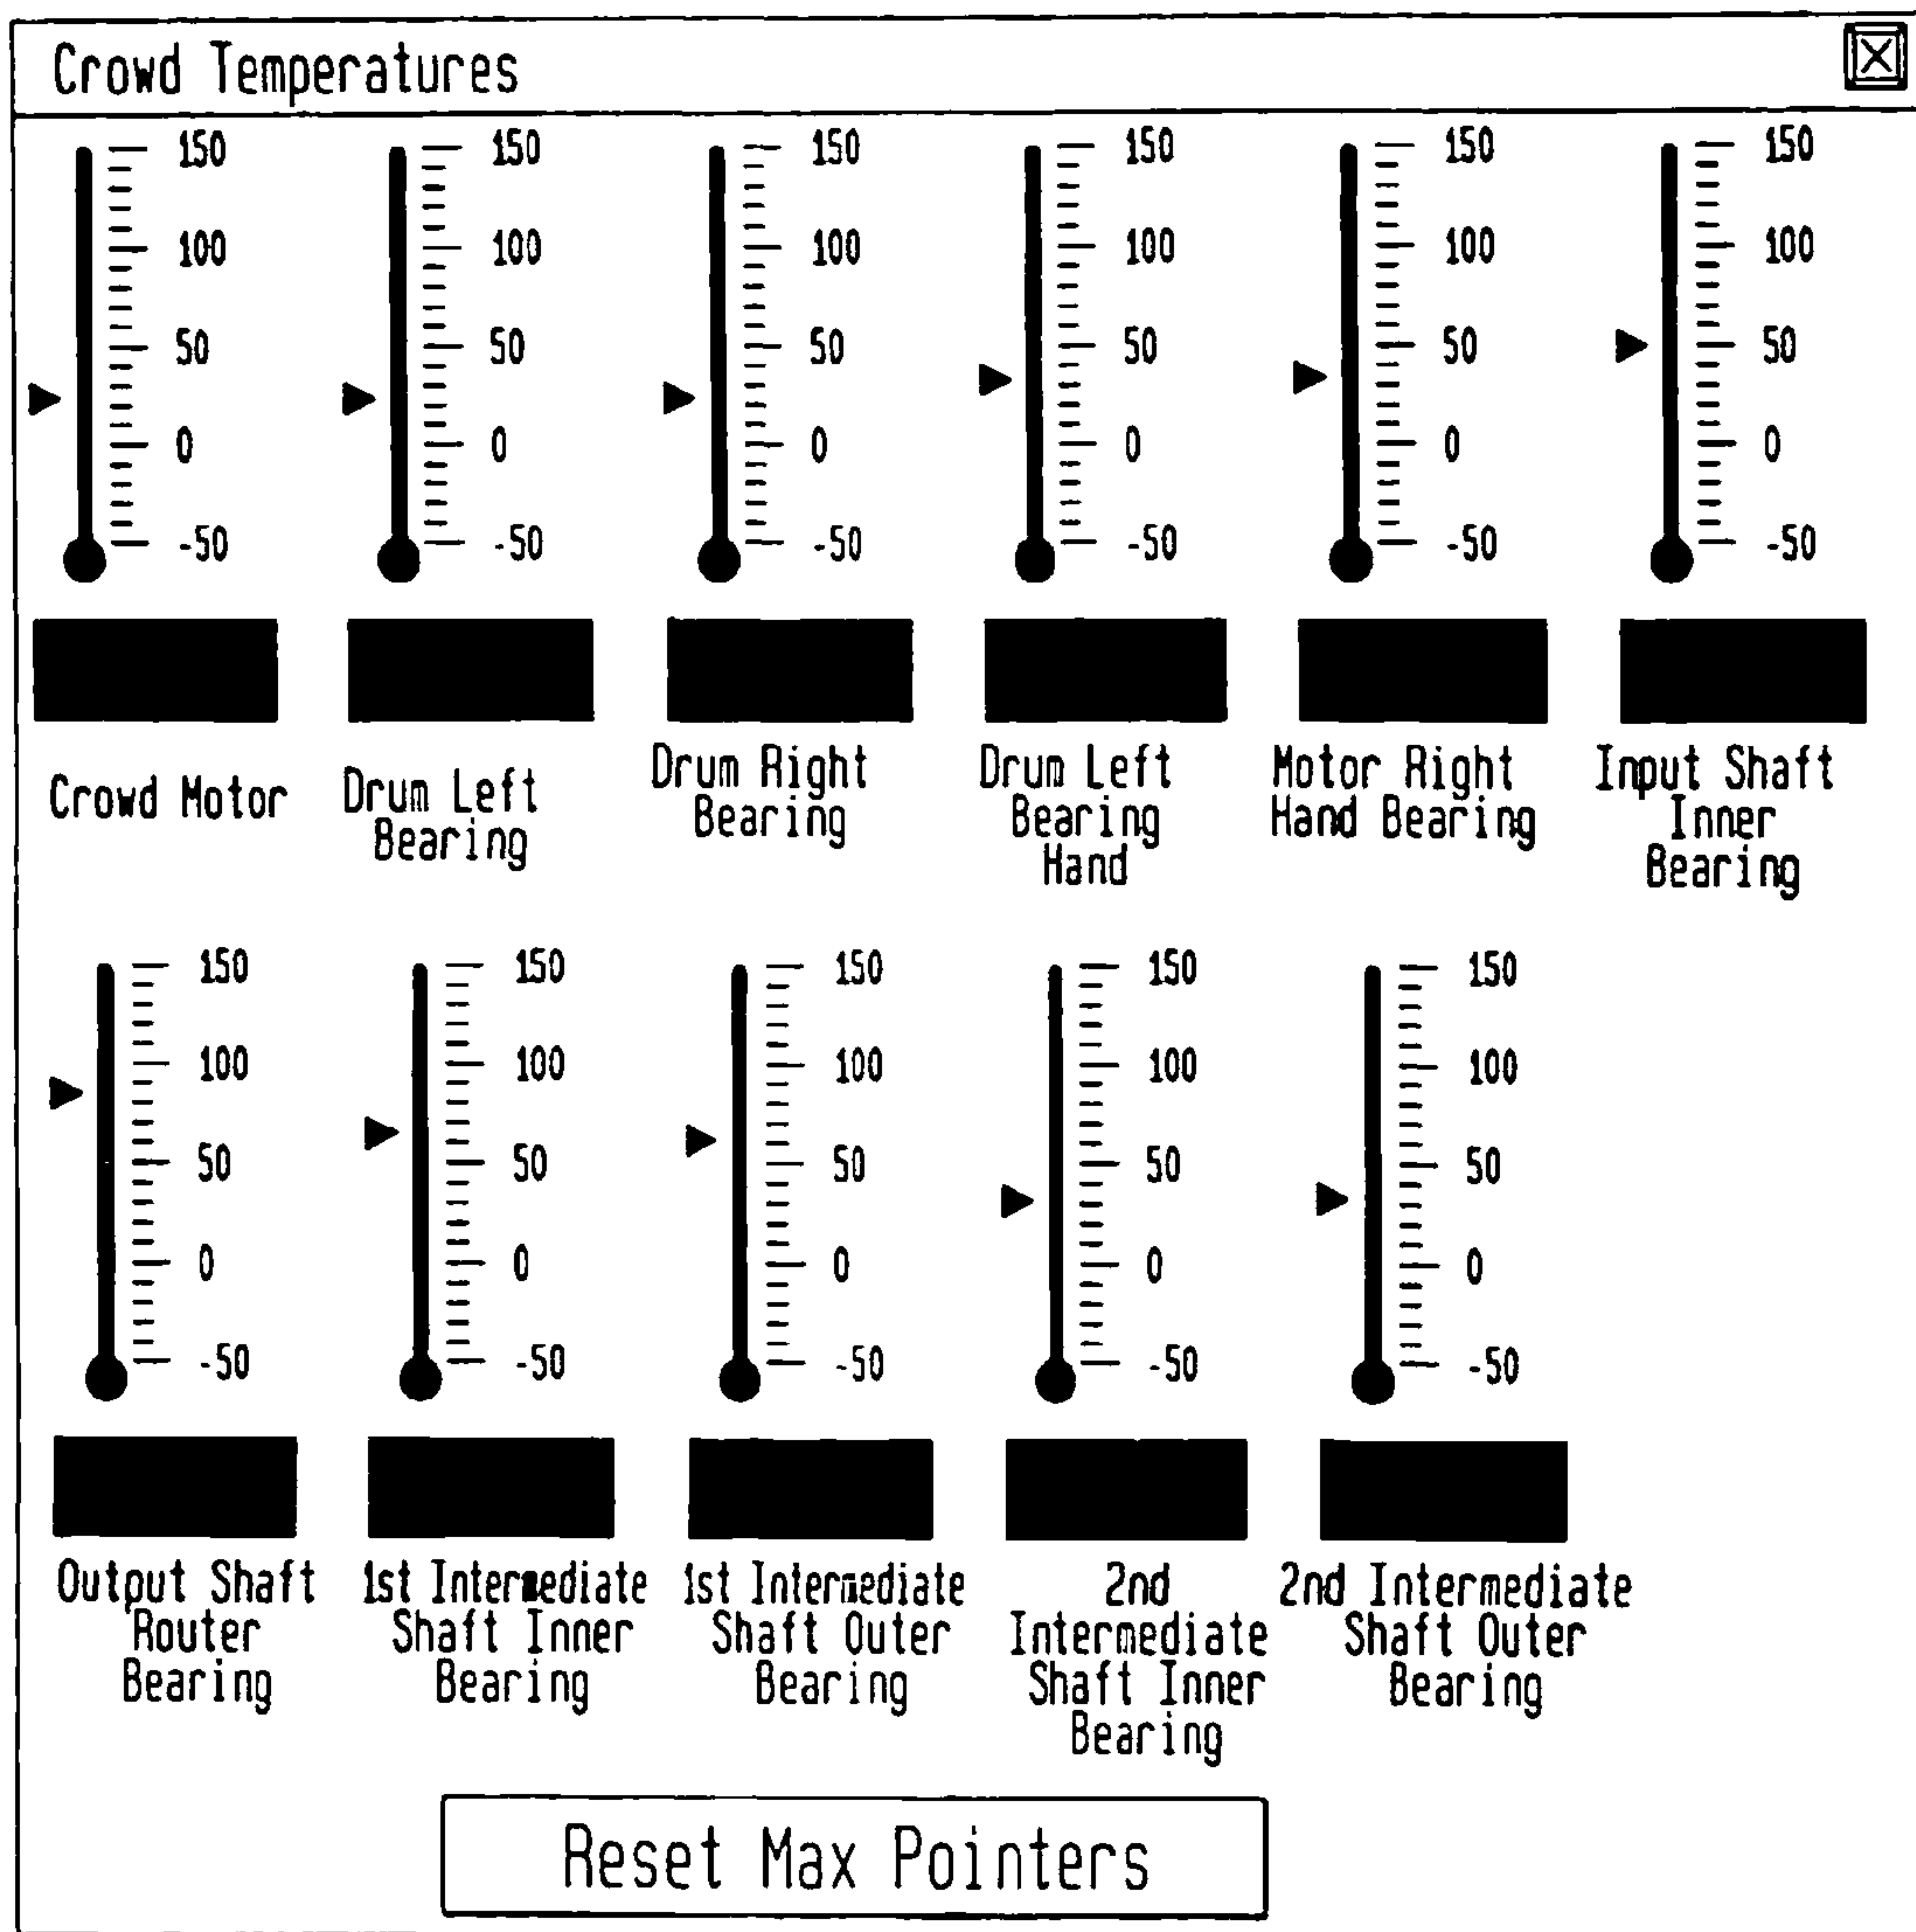 Crowd Temperatures
150 150 150 150 150 150
100 100 100 100 100 100
50 50 50 50 50 50
0 0 0 0 0 0
-50 -50 -50 -50 -50 -50
Crowd Motor
Drum Left
Bearing
Drum Right
Bearing
Drum Left
Bearing
Hand
Motor Right
Hand Bearing
Input Shaft
Inner
Bearing
150 150 150 150 150
100 100 100 100 100
50 50 50 50 50
0 0 0 0 0
-50 -50 -50 -50 -50
Output Shaft
Router
Bearing
1st Intermediate
Shaft Inner
Bearing
1st Intermediate
Shaft Outer
Bearing
2nd
Intermediate
Shaft Inner
Bearing
2nd Intermediate
Shaft Outer
Bearing
Reset Max Pointers